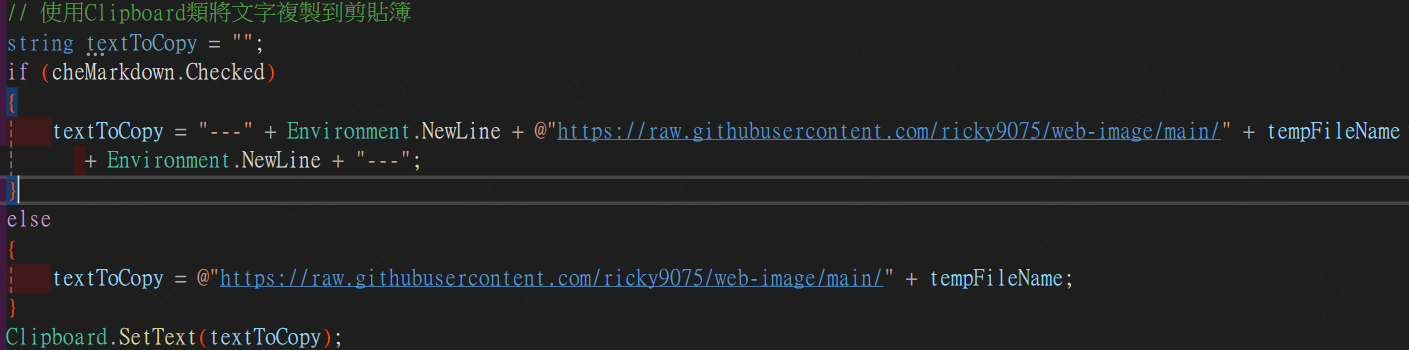 // 使用Clipboard類將文字複製到剪貼簿
string textToCopy = "";
if (cheMarkdown.Checked)
{
textToCopy = "---" + Environment.NewLine + @"https://raw.githubusercontent.com/ricky9075/web-image/main/" + tempFileName
+ Environment.NewLine + "---";
}
else
{
textToCopy = @"https://raw.githubusercontent.com/ricky9075/web-image/main/" + tempFileName;
}
Clipboard.SetText(textToCopy);